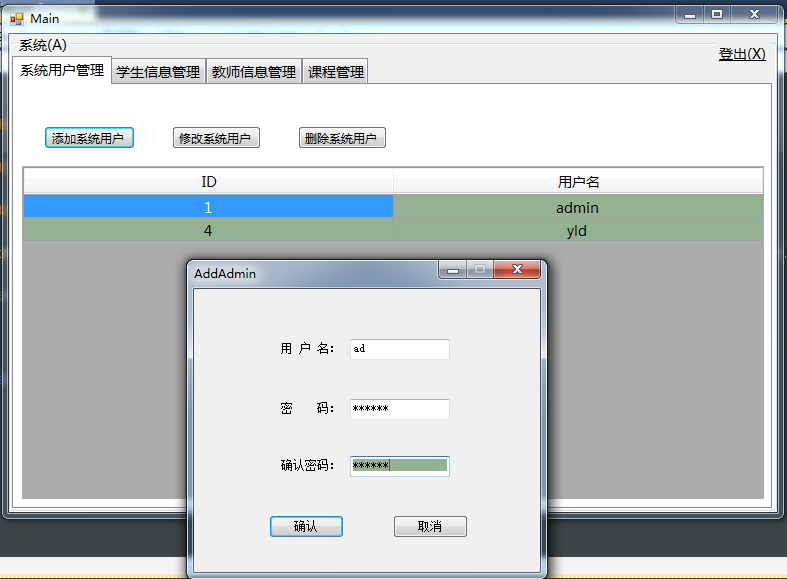 Main
系统(A)
登出(X)
系统用户管理 学生信息管理 教师信息管理 课程管理
添加系统用户 修改系统用户 删除系统用户
ID 用户名
1 admin
4 yld
AddAdmin
用 户 名： ad
密 码： ******
确认密码： ******
确认 取消